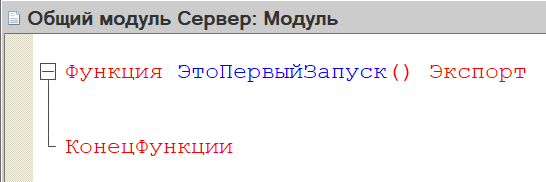 Общий модуль Сервер: Модуль
Функция ЭтоПервыйЗапуск() Экспорт
КонецФункции